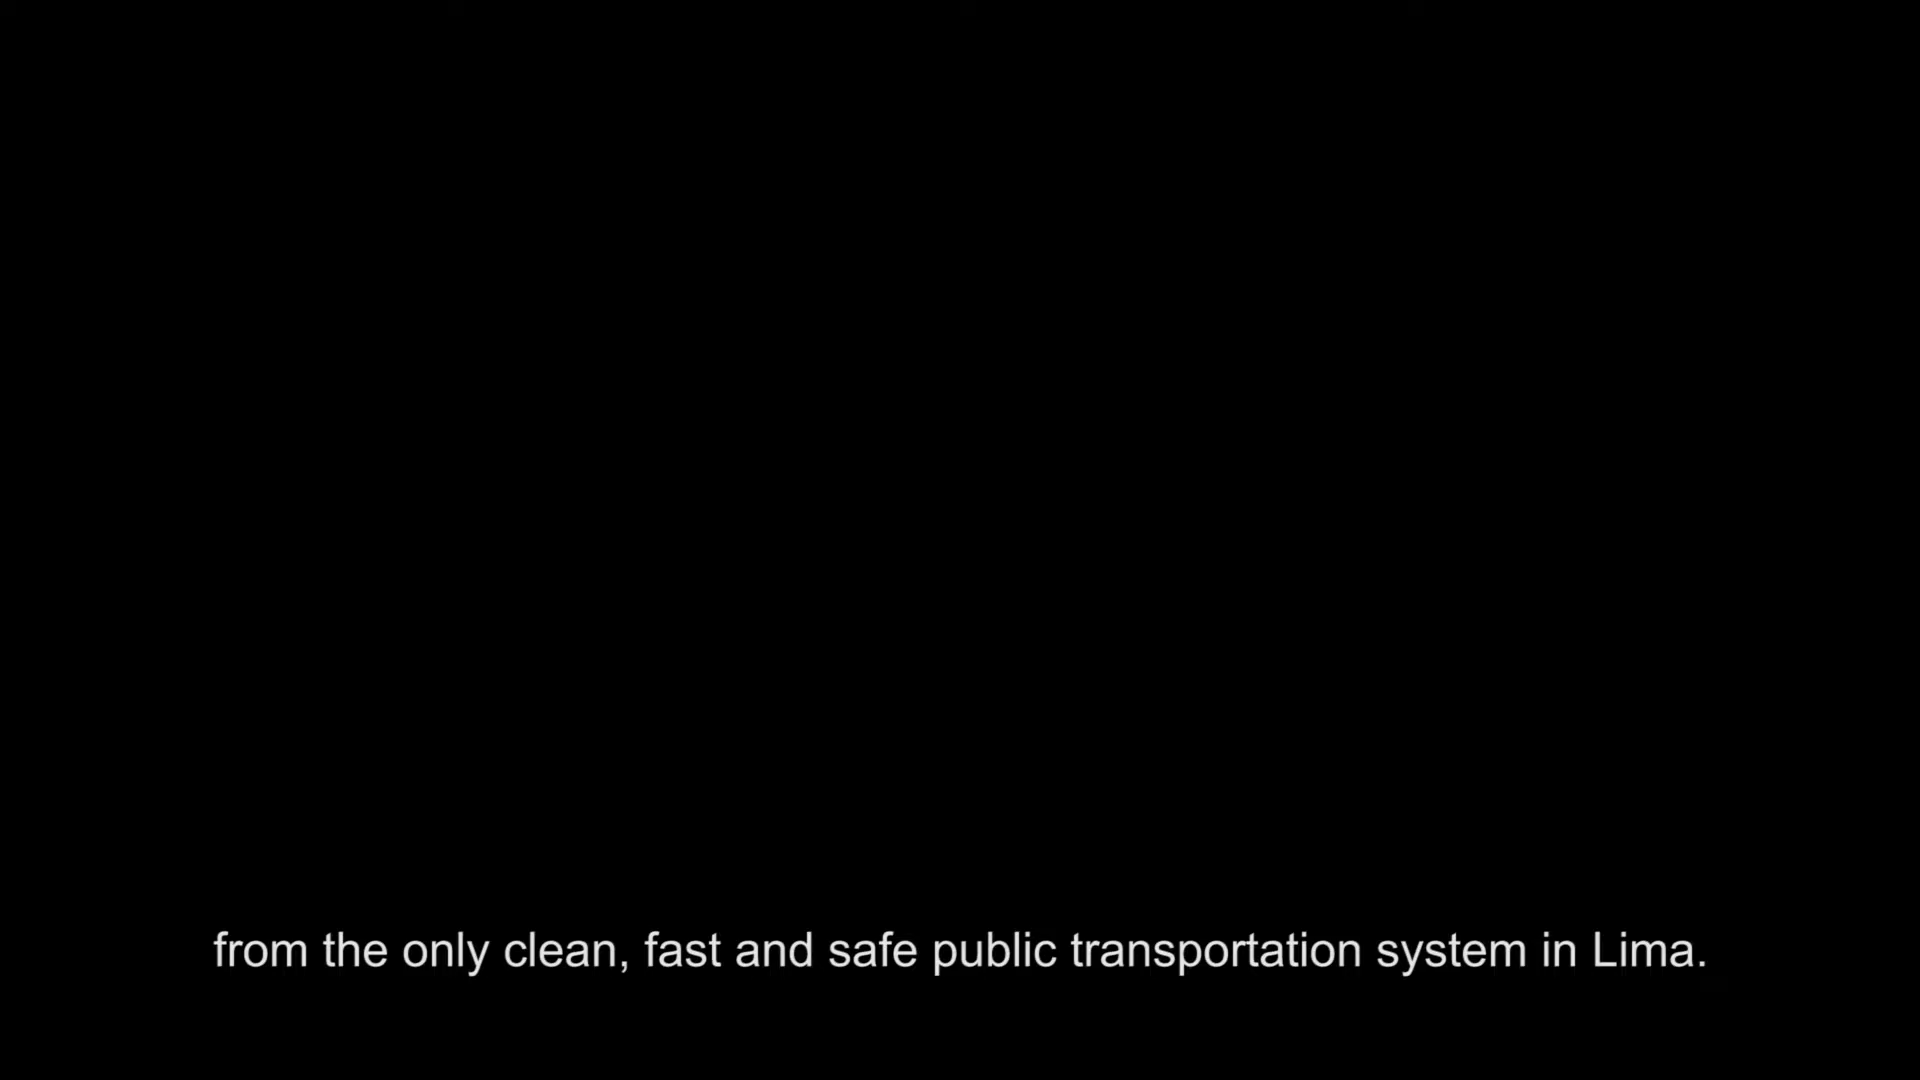 from the only clean, fast and safe public transportation system in Lima.